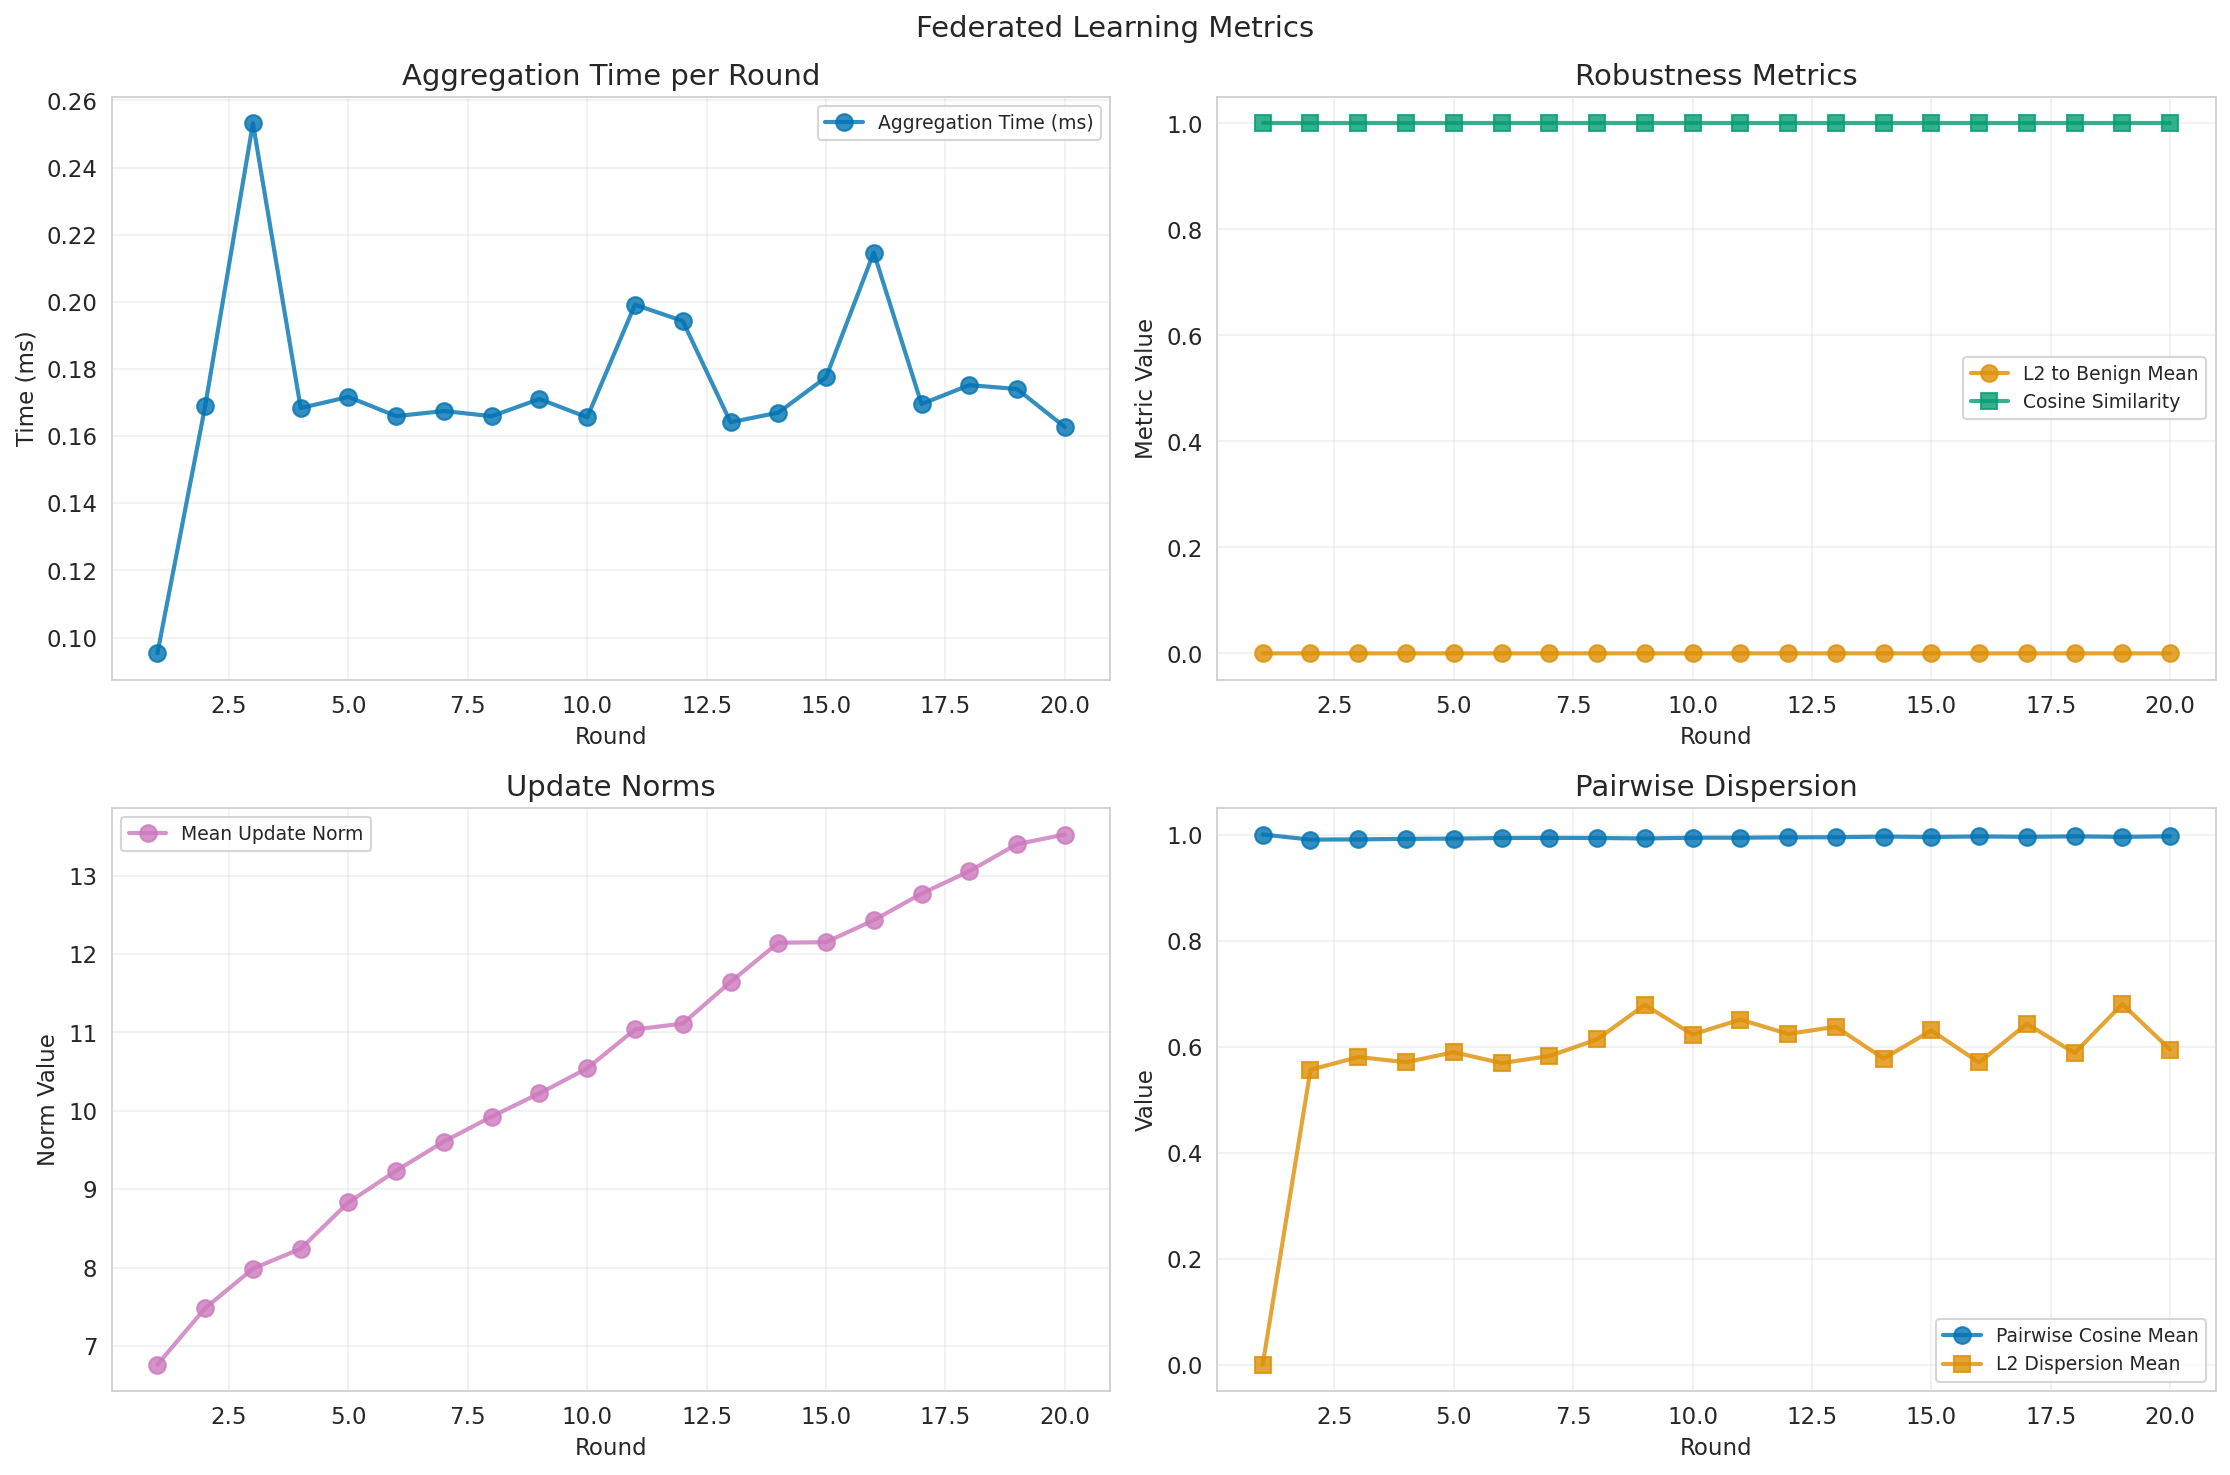 Federated Learning Metrics
Aggregation Time per Round
Time (ms)
0.26
0.24
0.22
0.20
0.18
0.16
0.14
0.12
0.10
Aggregation Time (ms)
2.5 5.0 7.5 10.0 12.5 15.0 17.5 20.0
Round
Robustness Metrics
Metric Value
1.0
0.8
0.6
0.4
0.2
0.0
L2 to Benign Mean
Cosine Similarity
2.5 5.0 7.5 10.0 12.5 15.0 17.5 20.0
Round
Update Norms
Norm Value
Mean Update Norm
13
12
11
10
9
8
7
2.5 5.0 7.5 10.0 12.5 15.0 17.5 20.0
Round
Pairwise Dispersion
Value
1.0
0.8
0.6
0.4
0.2
0.0
Pairwise Cosine Mean
L2 Dispersion Mean
2.5 5.0 7.5 10.0 12.5 15.0 17.5 20.0
Round